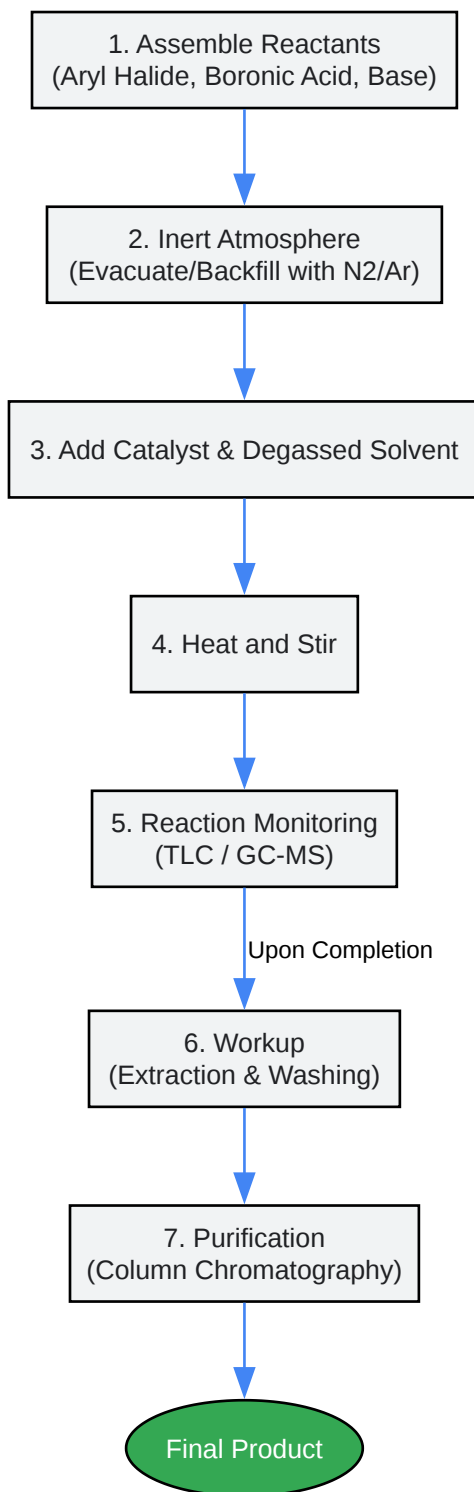 1. Assemble Reactants
(Aryl Halide, Boronic Acid, Base)
2. Inert Atmosphere
(Evacuate/Backfill with N2/Ar)
3. Add Catalyst & Degassed Solvent
4. Heat and Stir
5. Reaction Monitoring
(TLC / GC-MS)
Upon Completion
6. Workup
(Extraction & Washing)
7. Purification
(Column Chromatography)
Final Product